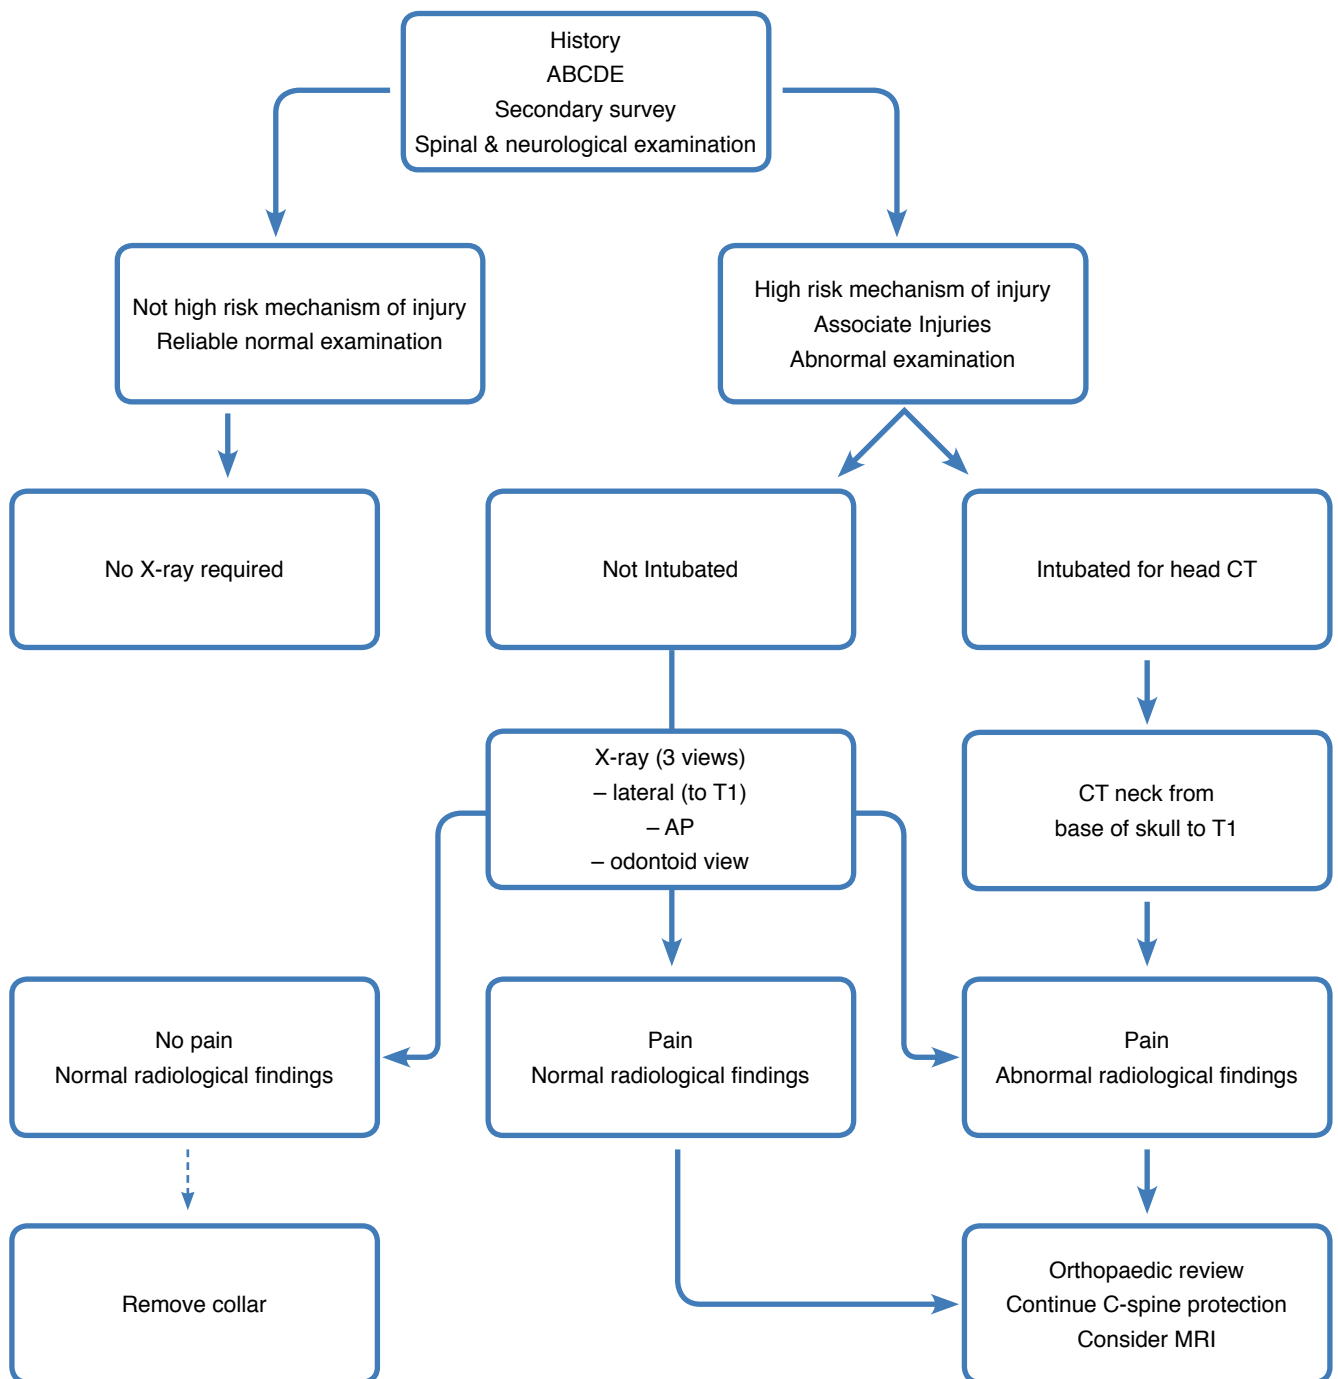 History
ABCDE
Secondary survey
Spinal & neurological examination
Not high risk mechanism of injury
Reliable normal examination
High risk mechanism of injury
Associate Injuries
Abnormal examination
No X-ray required
Not Intubated
Intubated for head CT
X-ray (3 views)
– lateral (to T1)
– AP
– odontoid view
CT neck from
base of skull to T1
No pain
Normal radiological findings
Pain
Normal radiological findings
Pain
Abnormal radiological findings
Remove collar
Orthopaedic review
Continue C-spine protection
Consider MRI